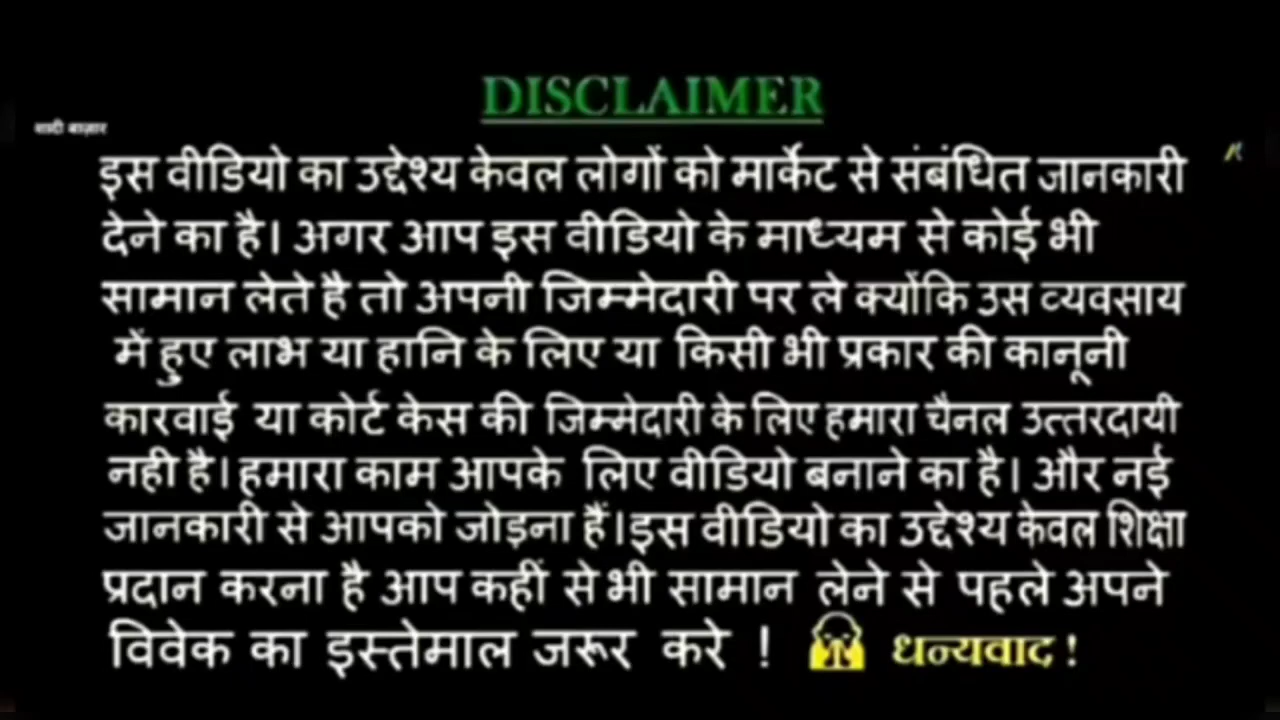 DISCLAIMER
शादी बाज़ार
इस वीडियो का उद्देश्य केवल लोगों को मार्केट से संबंधित जानकारी
देने का है। अगर आप इस वीडियो के माध्यम से कोई भी
सामान लेते है तो अपनी जिम्मेदारी पर ले क्योंकि उस व्यवसाय
में हुए लाभ या हानि के लिए या किसी भी प्रकार की कानूनी
कारवाई या कोर्ट केस की जिम्मेदारी के लिए हमारा चैनल उत्तरदायी
नही है। हमारा काम आपके लिए वीडियो बनाने का है। और नई
जानकारी से आपको जोड़ना हैं।इस वीडियो का उद्देश्य केवल शिक्षा
प्रदान करना है आप कहीं से भी सामान लेने से पहले अपने
विवेक का इस्तेमाल जरूर करे ! धन्यवाद !